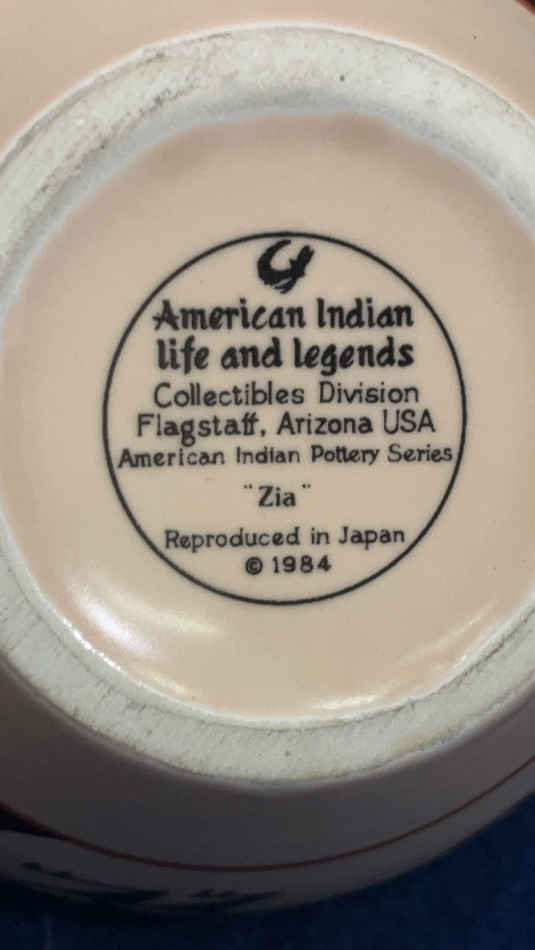 American Indian
life and legends
Collectibles Division
Flagstaff, Arizona USA
American Indian Pottery Series
"Zia"
Reproduced in Japan
© 1984